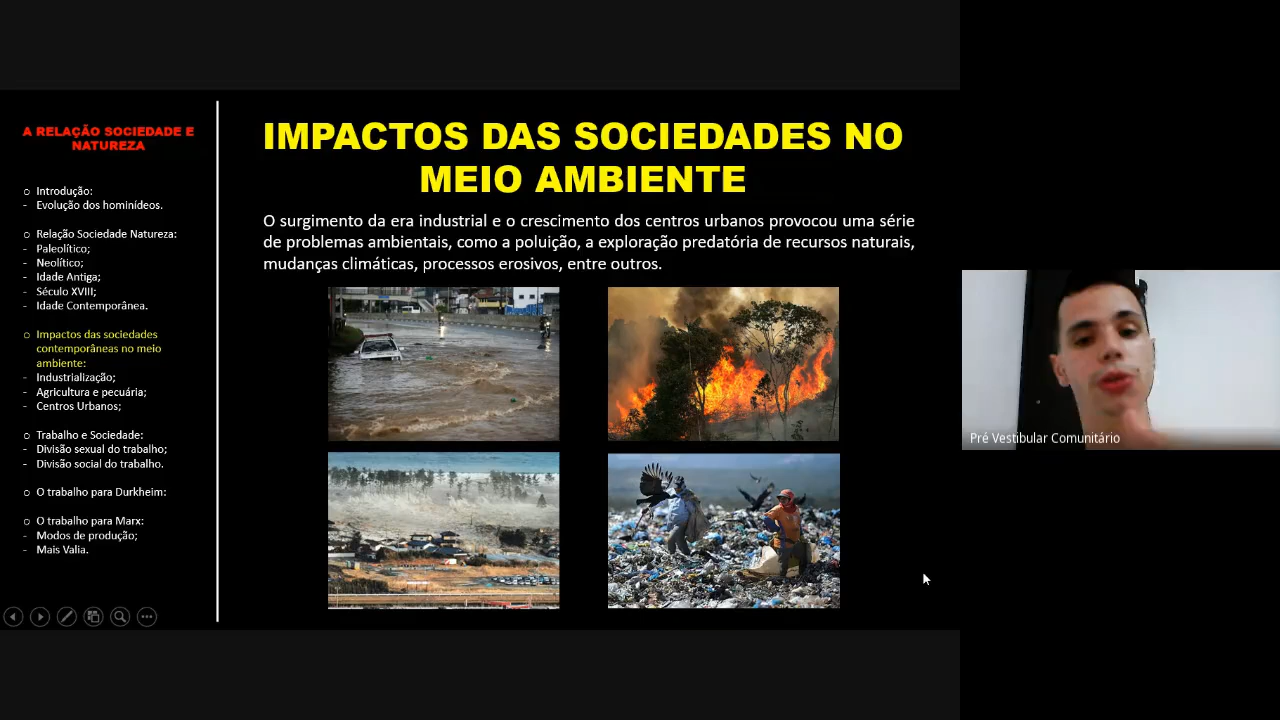 A RELAÇÃO SOCIEDADE E
NATUREZA
o Introdução:
- Evolução dos hominídeos.
o Relação Sociedade Natureza:
- Paleolítico;
- Neolítico;
- Idade Antiga;
- Século XVIII;
- Idade Contemporânea.
o Impactos das sociedades
contemporâneas no meio
ambiente:
- Industrialização;
- Agricultura e pecuária;
- Centros Urbanos;
o Trabalho e Sociedade:
- Divisão sexual do trabalho;
- Divisão social do trabalho.
o O trabalho para Durkheim:
o O trabalho para Marx:
- Modos de produção;
- Mais Valia.
IMPACTOS DAS SOCIEDADES NO
MEIO AMBIENTE
O surgimento da era industrial e o crescimento dos centros urbanos provocou uma série
de problemas ambientais, como a poluição, a exploração predatória de recursos naturais,
mudanças climáticas, processos erosivos, entre outros.
Pré Vestibular Comunitário